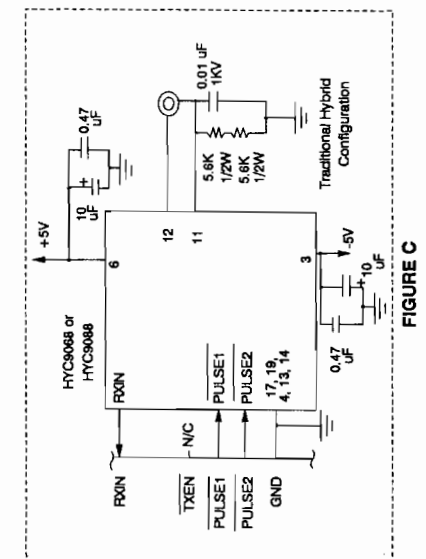 +5V
10
uF
+
0.47
uF
HYC9068 or
HYC9088
6
12
11
0.01 uF
1KV
5.6K
1/2W
5.6K
1/2W
Traditional Hybrid
Configuration
RXIN
RXIN
N/C
TXEN
PULSE1
PULSE1
PULSE2
PULSE2
GND
17, 19,
4, 13, 14
3
-5V
0.47
uF
+
10
uF
FIGURE C